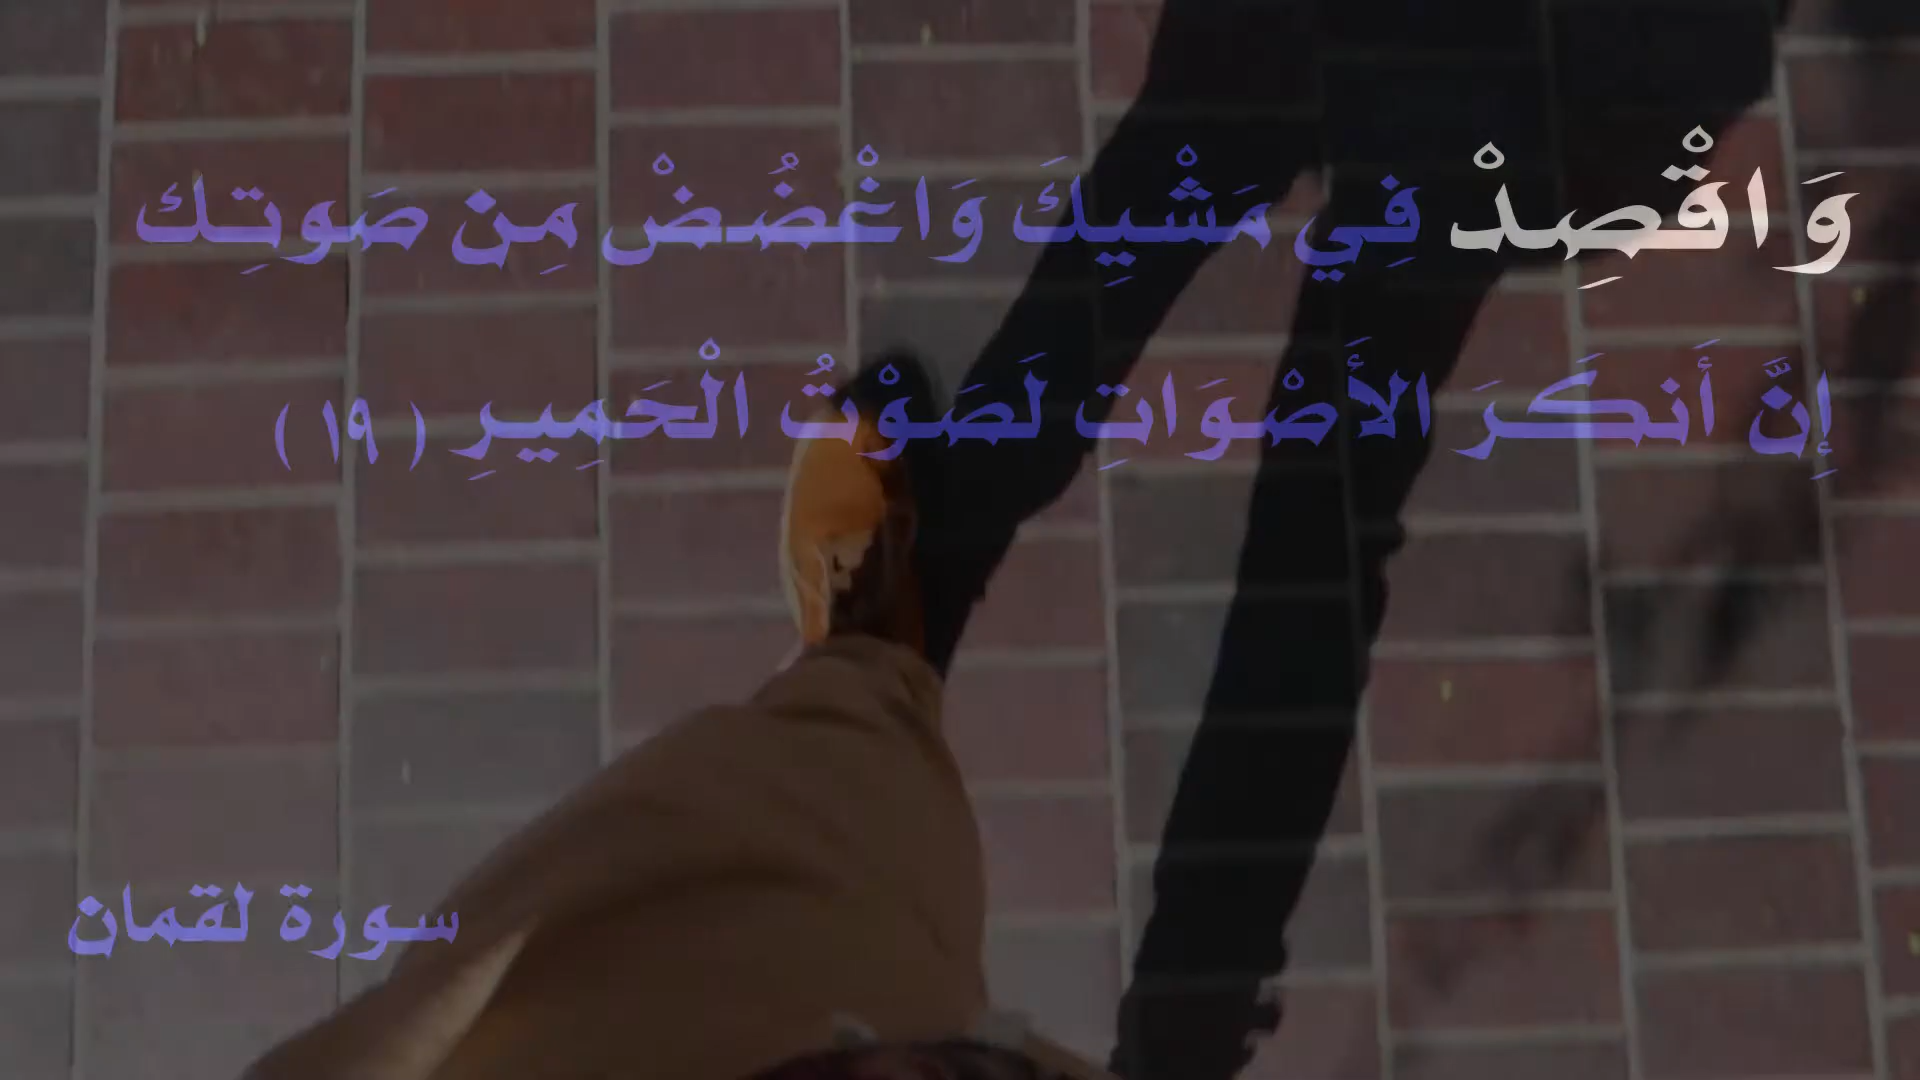 وَاقْصِدْ فِي مَشْيِكَ وَاغْضُضْ مِن صَوتِك
إِنَّ أَنكَرَ الأَصْوَاتِ لَصَوْتُ الْحَمِيرِ (١٩)
سورة لقمان